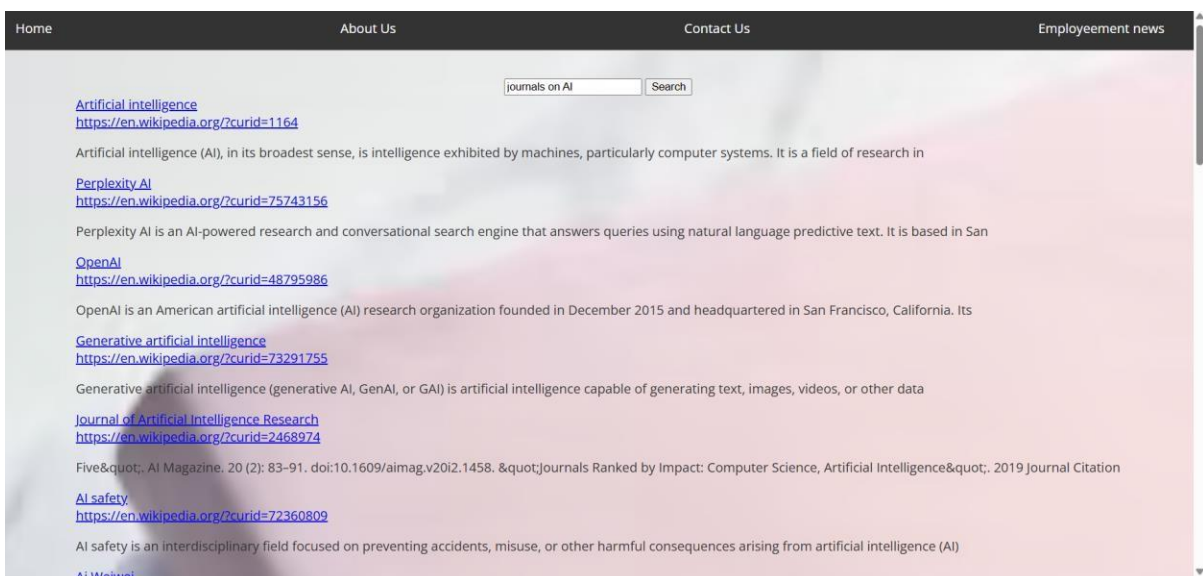 Home About Us Contact Us Employeement news
journals on AI Search
Artificial intelligence
https://en.wikipedia.org/?curid=1164
Artificial intelligence (AI), in its broadest sense, is intelligence exhibited by machines, particularly computer systems. It is a field of research in
Perplexity AI
https://en.wikipedia.org/?curid=75743156
Perplexity AI is an AI-powered research and conversational search engine that answers queries using natural language predictive text. It is based in San
OpenAI
https://en.wikipedia.org/?curid=48795986
OpenAI is an American artificial intelligence (AI) research organization founded in December 2015 and headquartered in San Francisco, California. Its
Generative artificial intelligence
https://en.wikipedia.org/?curid=73291755
Generative artificial intelligence (generative AI, GenAI, or GAI) is artificial intelligence capable of generating text, images, videos, or other data
Journal of Artificial Intelligence Research
https://en.wikipedia.org/?curid=2468974
Five&quot;. AI Magazine. 20 (2): 83–91. doi:10.1609/aimag.v20i2.1458. &quot;Journals Ranked by Impact: Computer Science, Artificial Intelligence&quot;. 2019 Journal Citation
AI safety
https://en.wikipedia.org/?curid=72360809
AI safety is an interdisciplinary field focused on preventing accidents, misuse, or other harmful consequences arising from artificial intelligence (AI)
Ai Weiwei